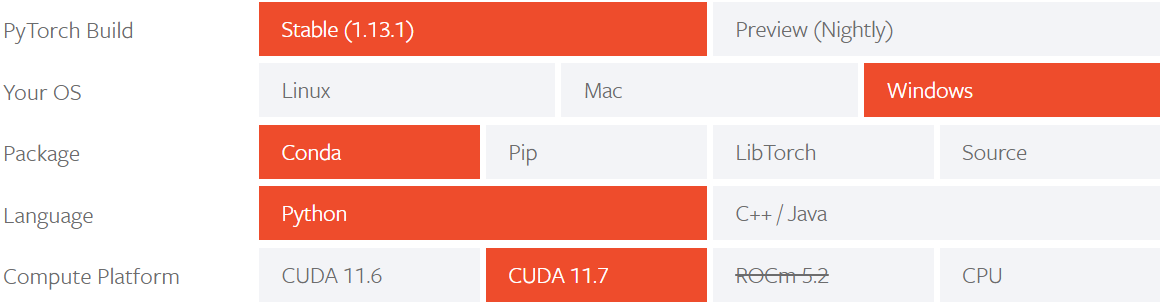 PyTorch Build Stable (1.13.1) Preview (Nightly)
Your OS Linux Mac Windows
Package Conda Pip LibTorch Source
Language Python C++ / Java
Compute Platform CUDA 11.6 CUDA 11.7 ROCm 5.2 CPU